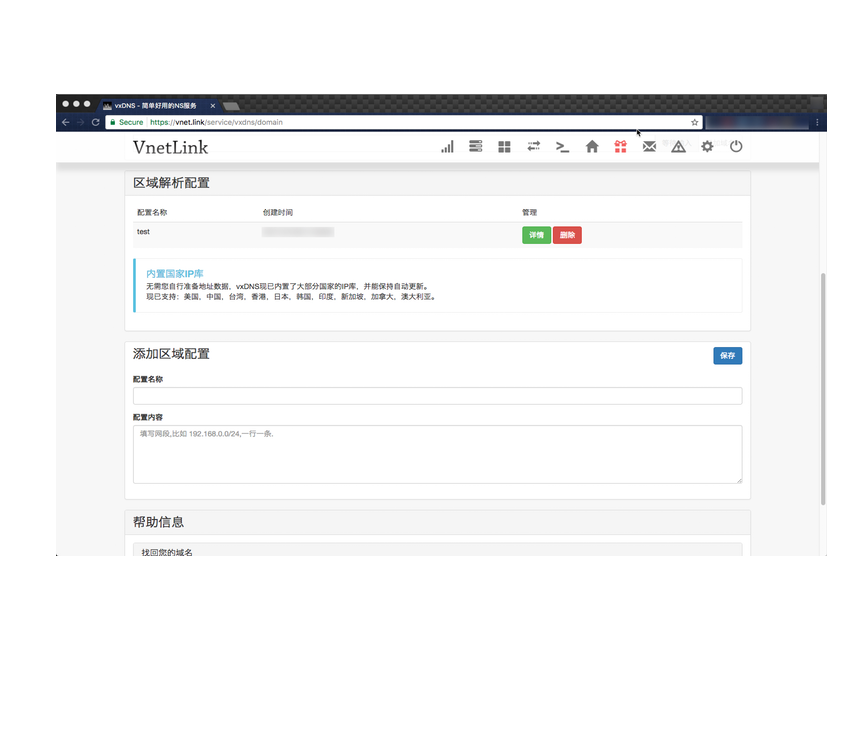 vxDNS - 简单好用的NS服务
Secure https://vnet.link/service/vxdns/domain
VnetLink
区域解析配置
配置名称 创建时间 管理
test 详情 删除
内置国家IP库
无需您自行准备地址数据，vxDNS现已内置了大部分国家的IP库，并能保持自动更新。
现已支持：美国，中国，台湾，香港，日本，韩国，印度，新加坡，加拿大，澳大利亚。
添加区域配置 保存
配置名称
配置内容
填写网段,比如 192.168.0.0/24,一行一条.
帮助信息
找回您的域名